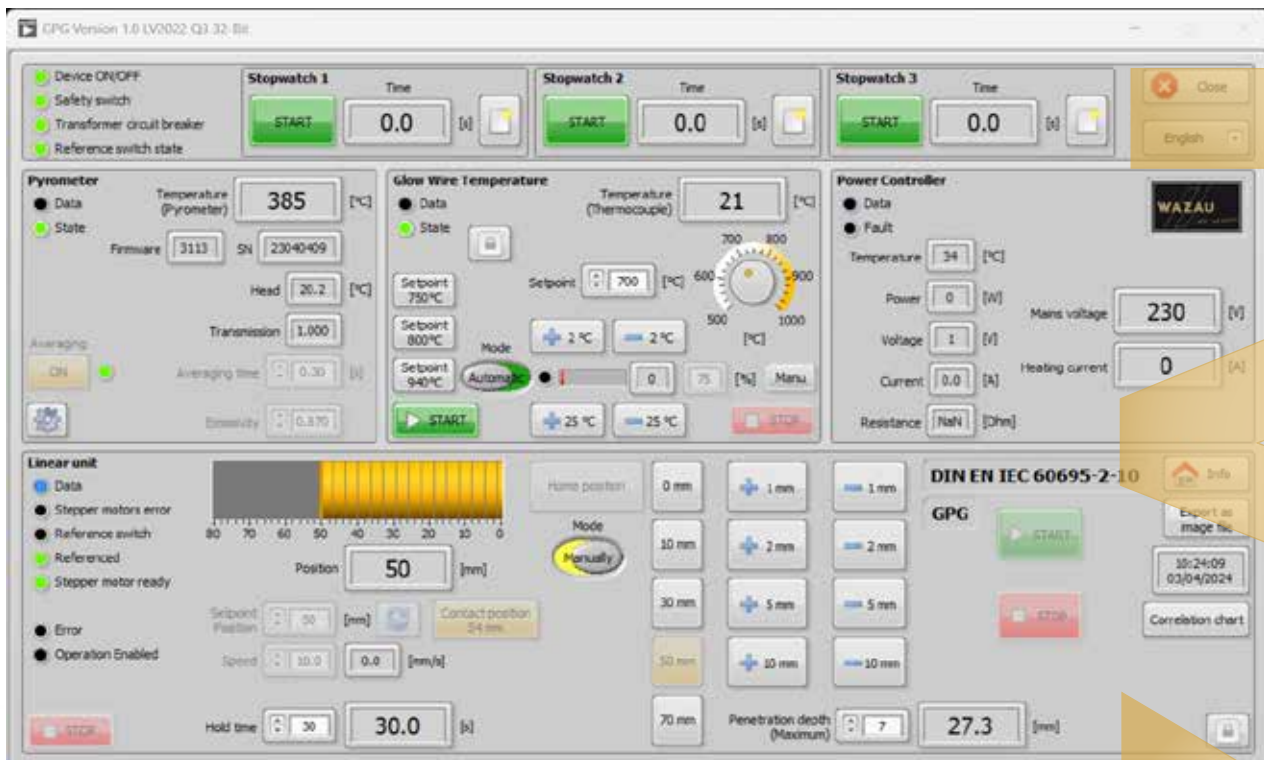 GPG Version 1.0 LV2022 Q3 32-Bit
Device ON/OFF
Safety switch
Transformer circuit breaker
Reference switch state
Stopwatch 1
Time
START
0.0
[s]
Stopwatch 2
Time
START
0.0
[s]
Stopwatch 3
Time
START
0.0
[s]
Close
English
Pyrometer
Data
State
Temperature
(Pyrometer)
385
[°C]
Firmware 3113 SN 23040409
Head 20.2 [°C]
Transmission 1.000
Averaging
ON
Averaging time 0.30 [s]
Emissivity 0.870
Glow Wire Temperature
Data
State
Temperature
(Thermocouple)
21
[°C]
Setpoint
750°C
Setpoint
800°C
Setpoint
940°C
Setpoint 700 [°C]
500
600
700
800
900
1000
[°C]
+ 2 °C
- 2 °C
Mode
Automatic
0
75
[%]
Manu
START
+ 25 °C
- 25 °C
STOP
Power Controller
Data
Fault
WAZAU
Temperature 34 [°C]
Power 0 [W]
Voltage 1 [V]
Current 0.0 [A]
Resistance NaN [Ohm]
Mains voltage 230 [V]
Heating current 0 [A]
Linear unit
Data
Stepper motors error
Reference switch
Referenced
Stepper motor ready
Error
Operation Enabled
STOP
80 70 60 50 40 30 20 10 0
Position 50 [mm]
Setpoint
Position
50 [mm]
Contact position
54 mm
Speed 10.0 0.0 [mm/s]
Hold time 30 30.0 [s]
Home position
Mode
Manually
0 mm + 1 mm - 1 mm
10 mm + 2 mm - 2 mm
30 mm + 5 mm - 5 mm
50 mm + 10 mm - 10 mm
70 mm
Penetration depth
(Maximum)
7 27.3 [mm]
DIN EN IEC 60695-2-10
GPG
START
STOP
Info
Export as
image file
10:24:09
03/04/2024
Correlation chart